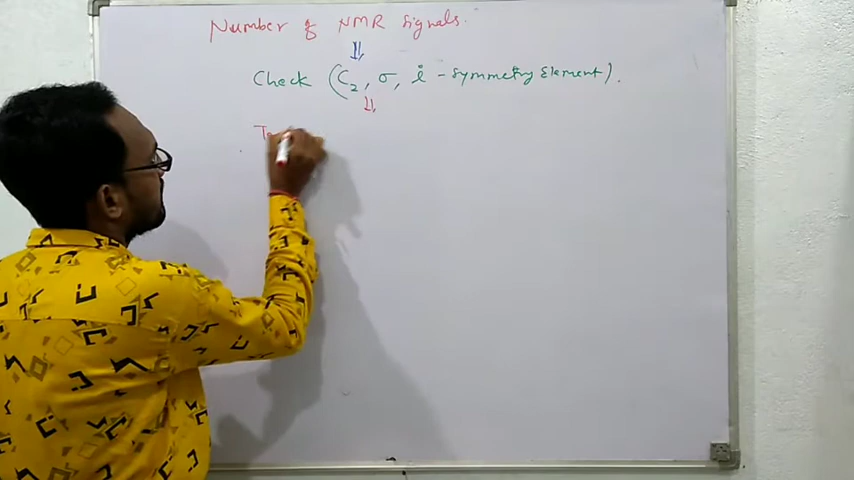 Number of NMR signals.
⇓
Check (C₂, σ, i - symmetry Element).
⇓